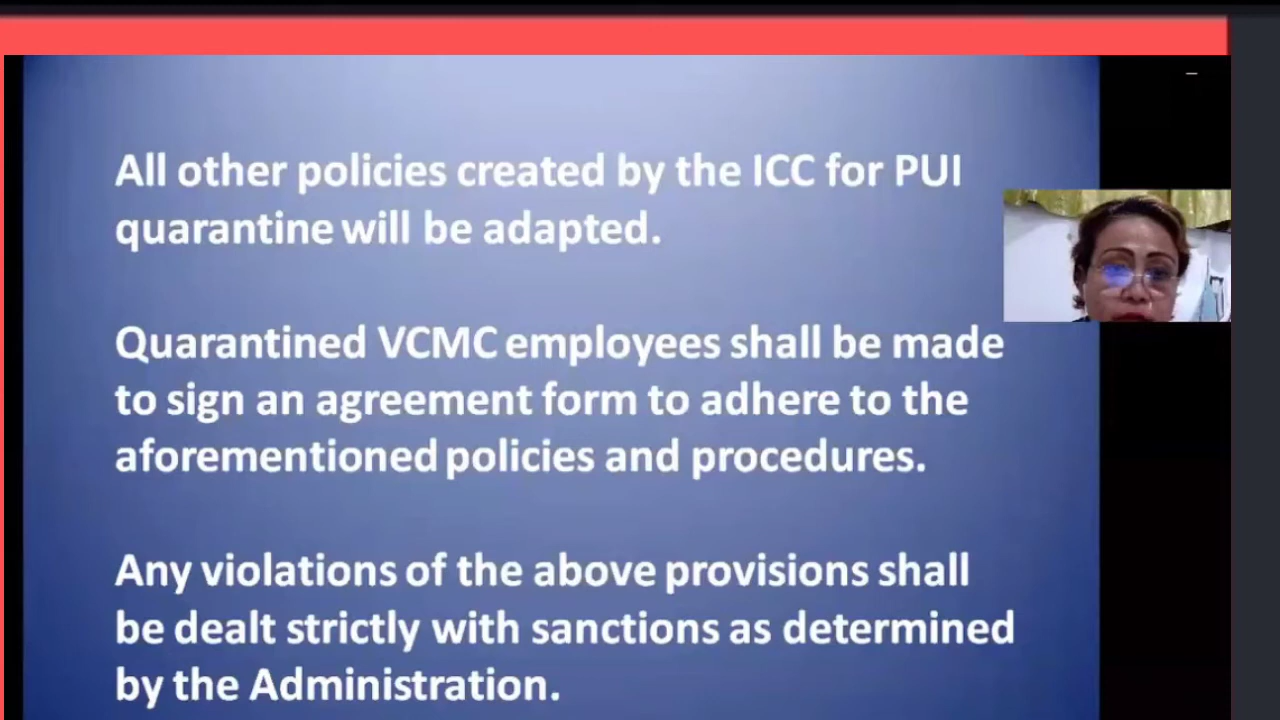 All other policies created by the ICC for PUI
quarantine will be adapted.
Quarantined VCMC employees shall be made
to sign an agreement form to adhere to the
aforementioned policies and procedures.
Any violations of the above provisions shall
be dealt strictly with sanctions as determined
by the Administration.